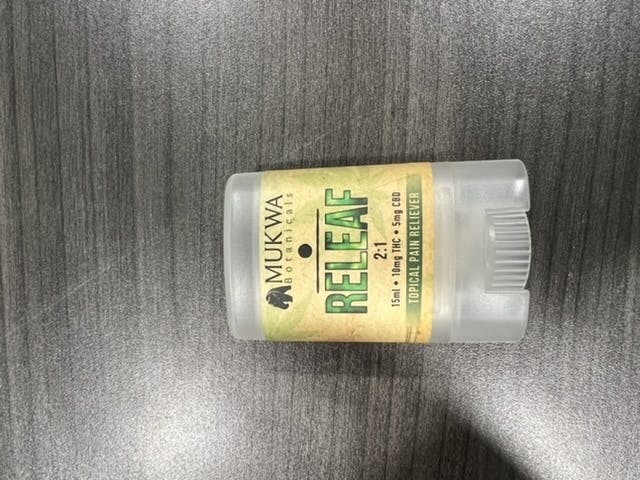 MUKWA
Botanicals
RELEAF
2:1
15ml • 10mg THC • 5mg CBD
TOPICAL PAIN RELIEVER